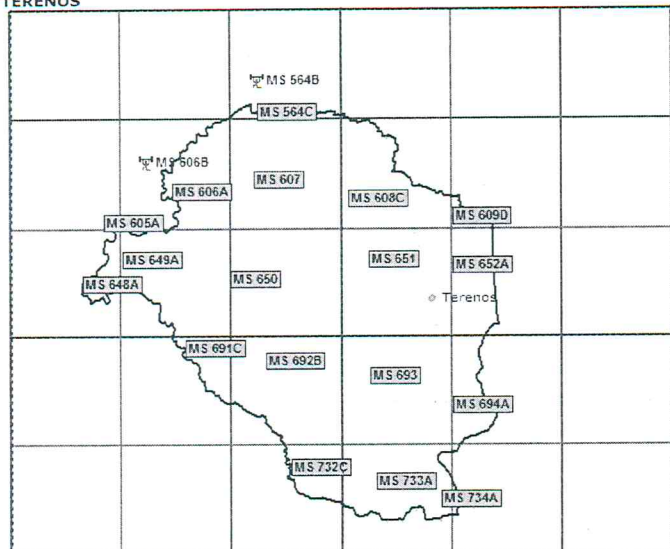 TERENOS
MS 564B
MS 564C
MS 606B
MS 607
MS 606A
MS 608C
MS 609D
MS 605A
MS 649A
MS 651
MS 652A
MS 650
MS 648A
Terenos
MS 691C
MS 692B
MS 693
MS 694A
MS 732C
MS 733A
MS 734A